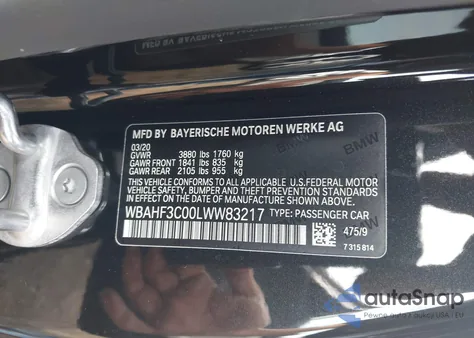 MFD BY BAYERISCHE MOTOREN WERKE AG
03/20
GVWR 3880 lbs 1760 kg
GAWR FRONT 1841 lbs 835 kg
GAWR REAR 2105 lbs 955 kg
THIS VEHICLE CONFORMS TO ALL APPLICABLE U.S.FEDERAL MOTOR
VEHICLE SAFETY, BUMPER AND THEFT PREVENTION STANDARDS
IN EFFECT ON THE DATE OF MANUFACTURE SHOWN ABOVE.
WBAHF3C00LWW83217 TYPE: PASSENGER CAR
475/9
7 315 814
BMW
BMW
autoSnap